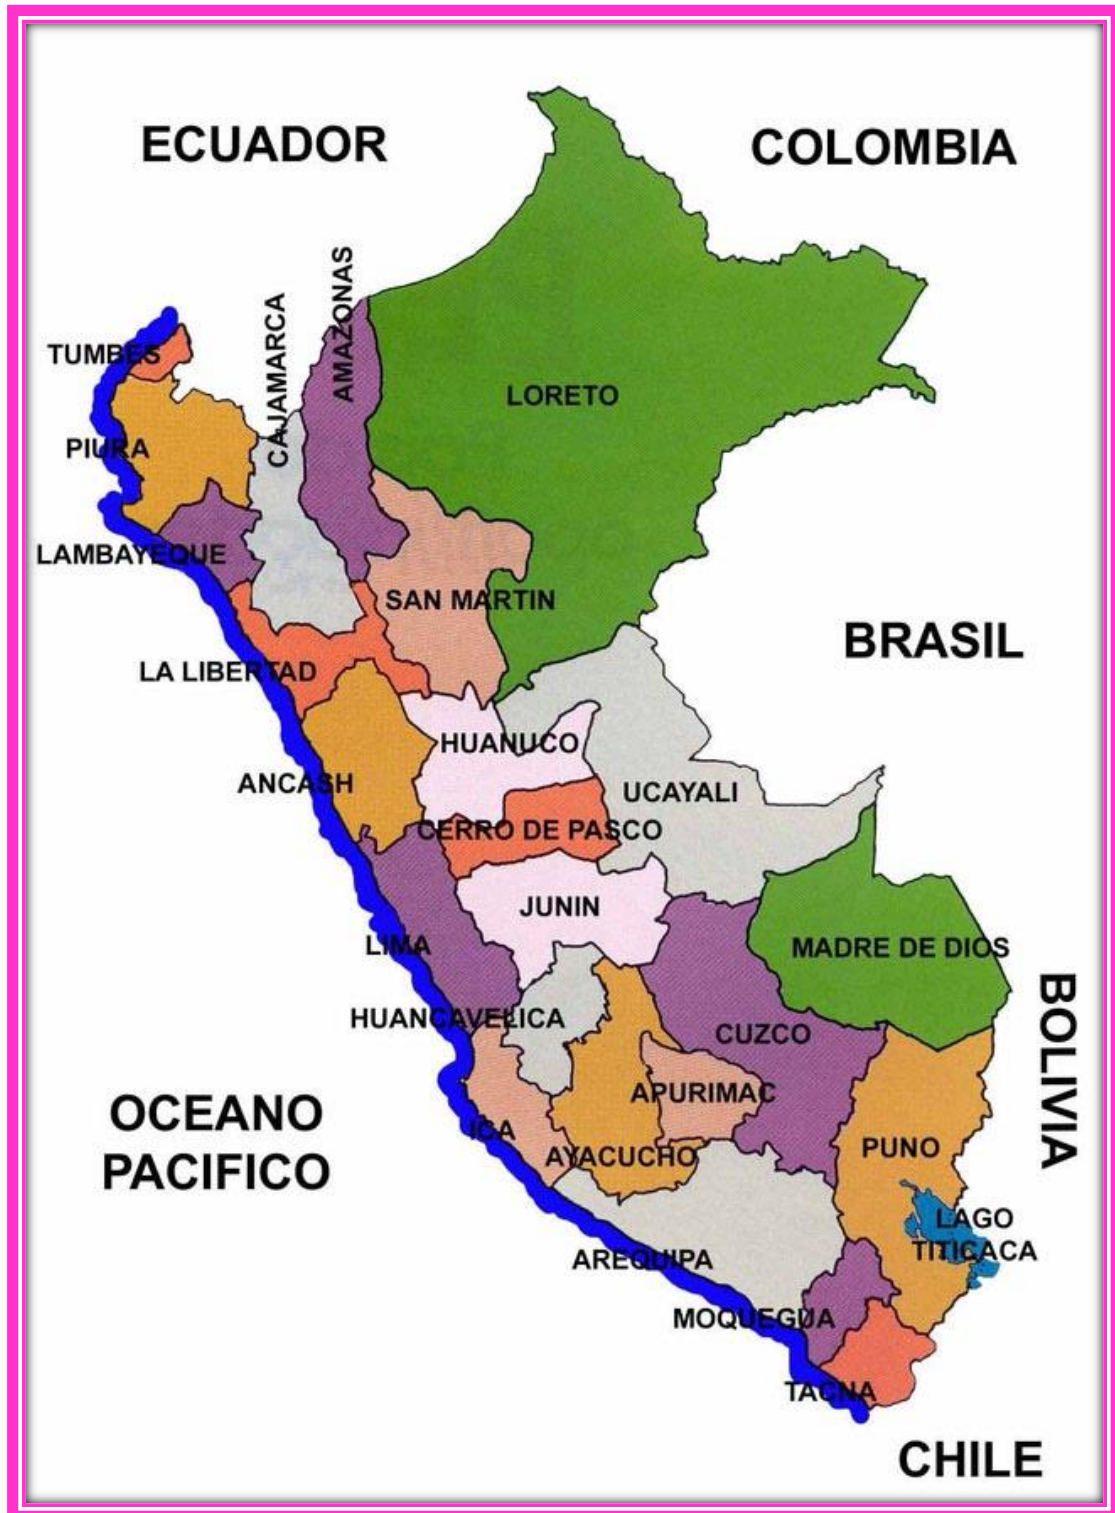 ECUADOR
COLOMBIA
AMAZONAS
CAJAMARCA
TUMBES
LORETO
PIURA
LAMBAYEQUE
SAN MARTIN
BRASIL
LA LIBERTAD
HUANUCO
ANCASH
UCAYALI
CERRO DE PASCO
JUNIN
LIMA
MADRE DE DIOS
HUANCAVELICA
CUZCO
BOLIVIA
APURIMAC
OCEANO
PACIFICO
ICA
AYACUCHO
PUNO
LAGO
TITICACA
AREQUIPA
MOQUEGUA
TACNA
CHILE